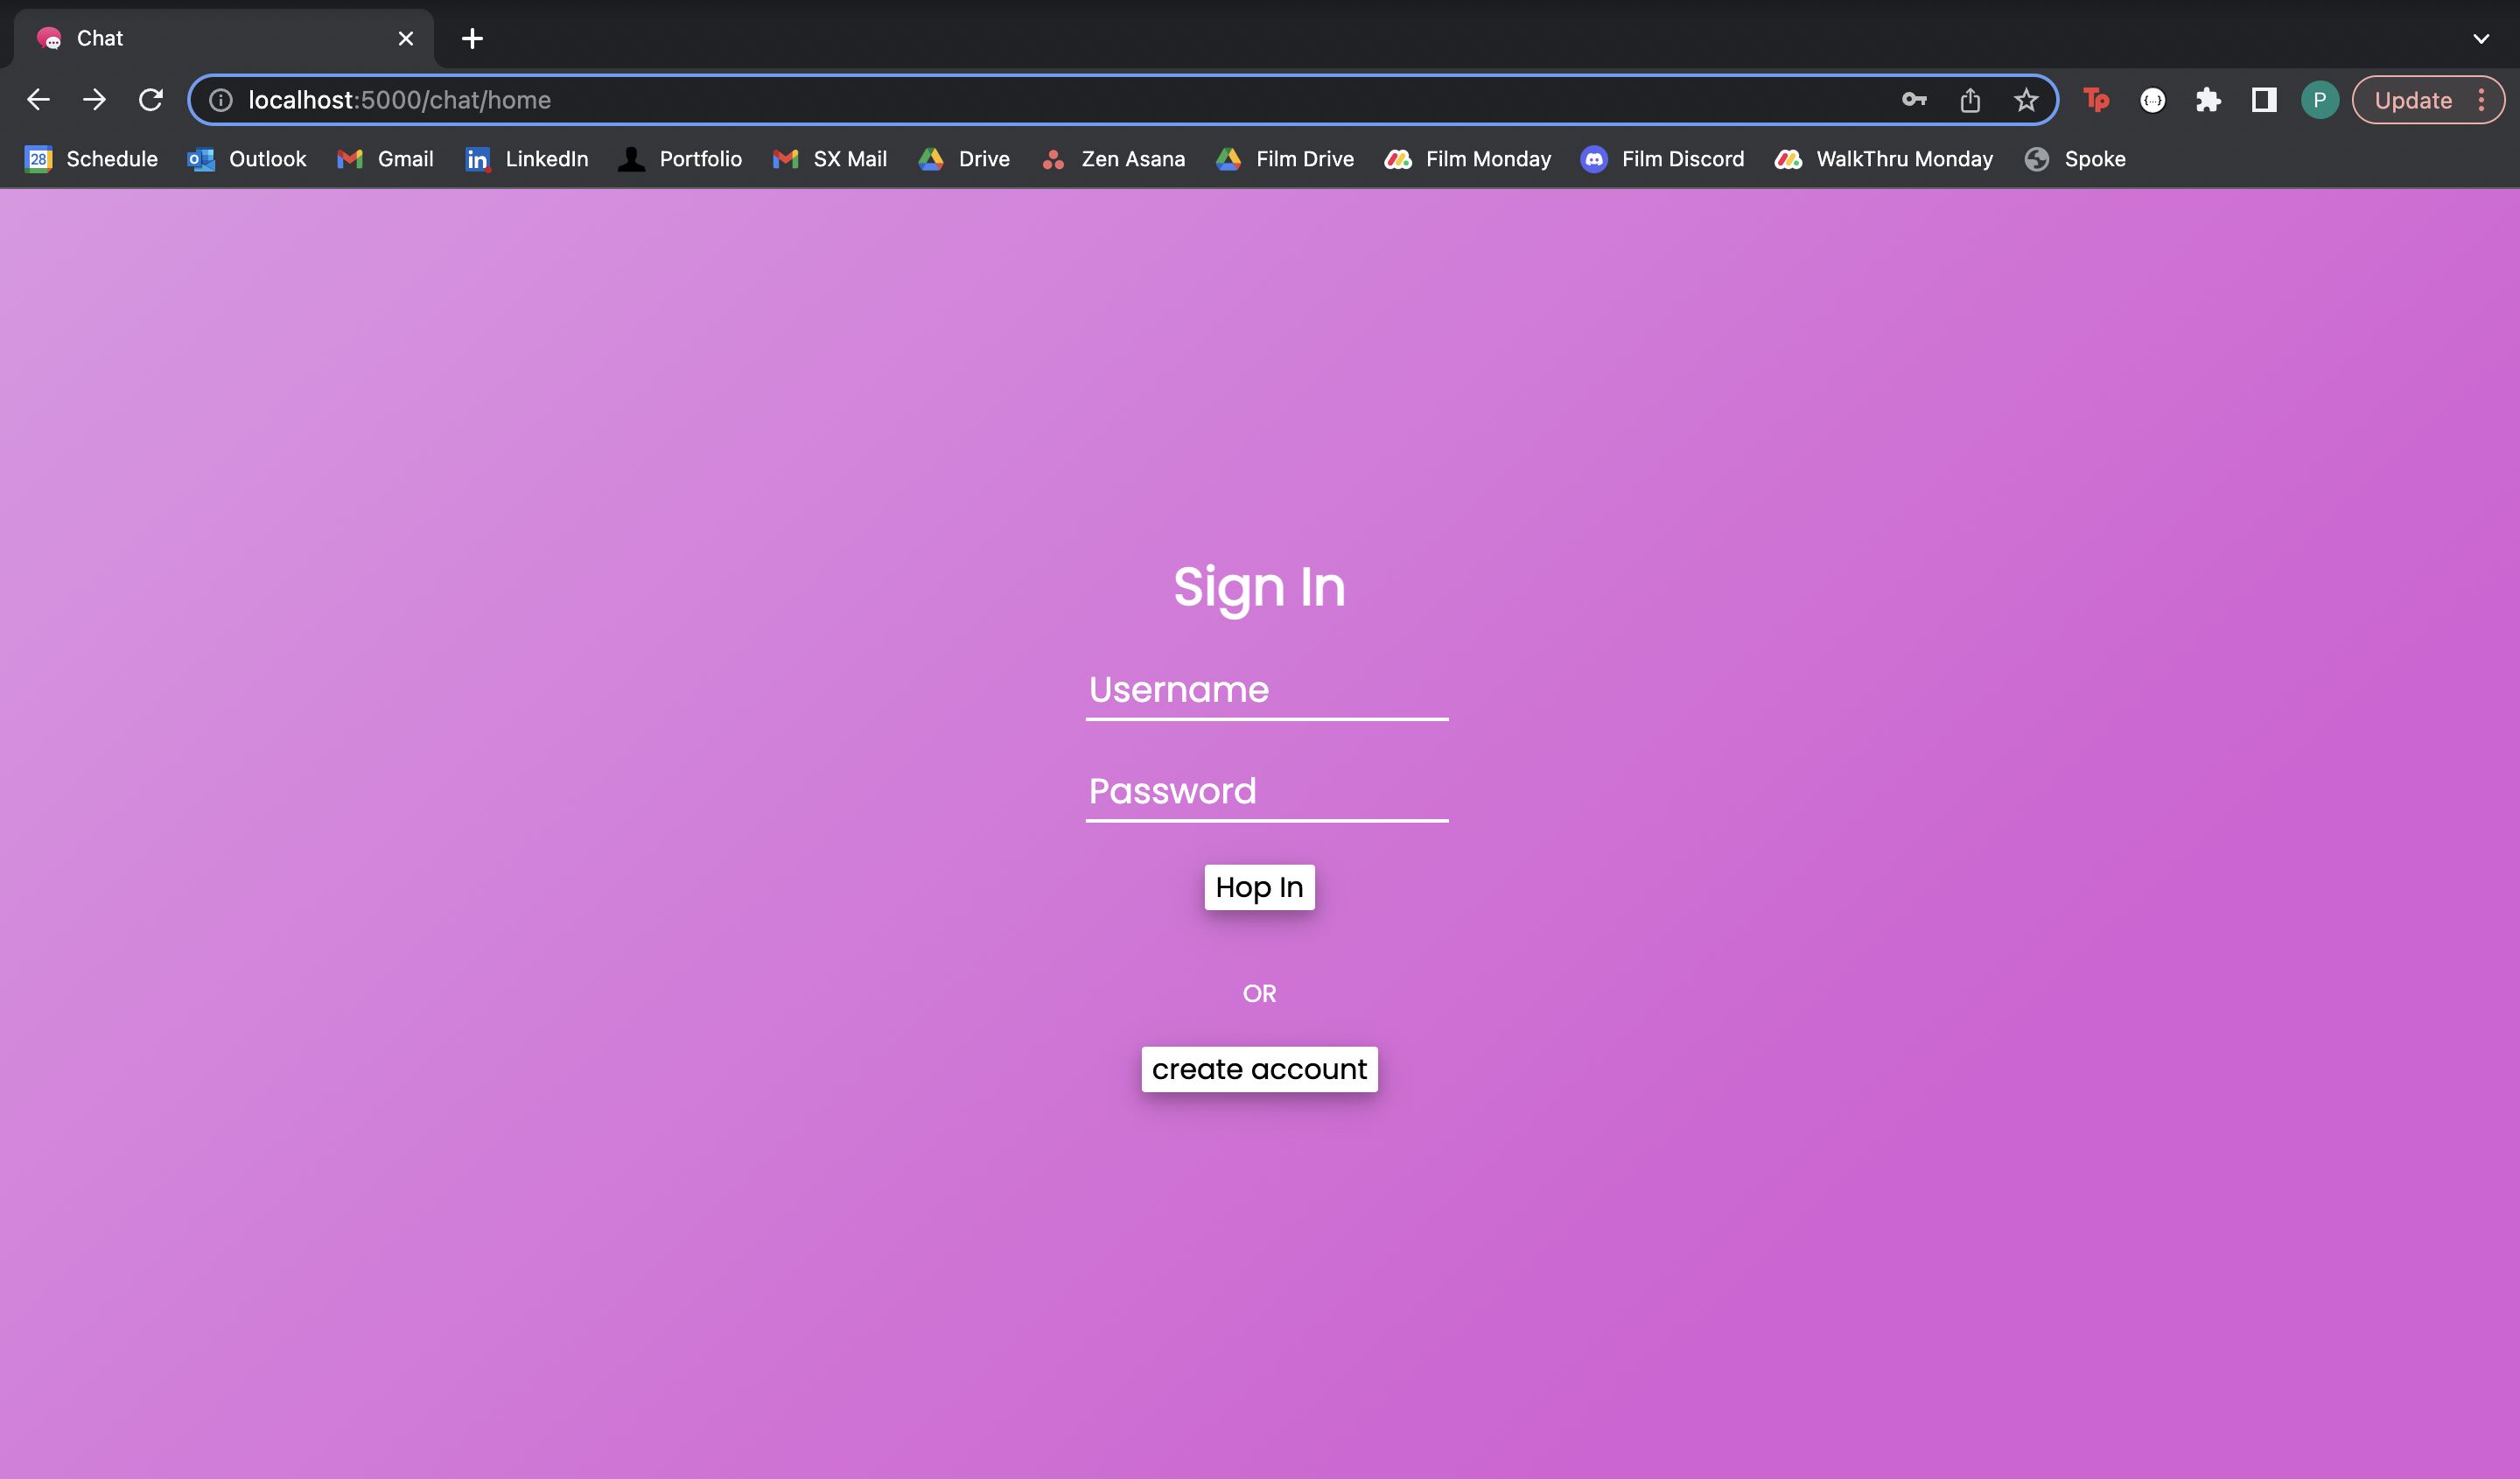 Chat
localhost:5000/chat/home
Tp
{...}
P
Update
28 Schedule
Outlook
Gmail
in LinkedIn
Portfolio
SX Mail
Drive
Zen Asana
Film Drive
Film Monday
Film Discord
WalkThru Monday
Spoke
Sign In
Username
Password
Hop In
OR
create account